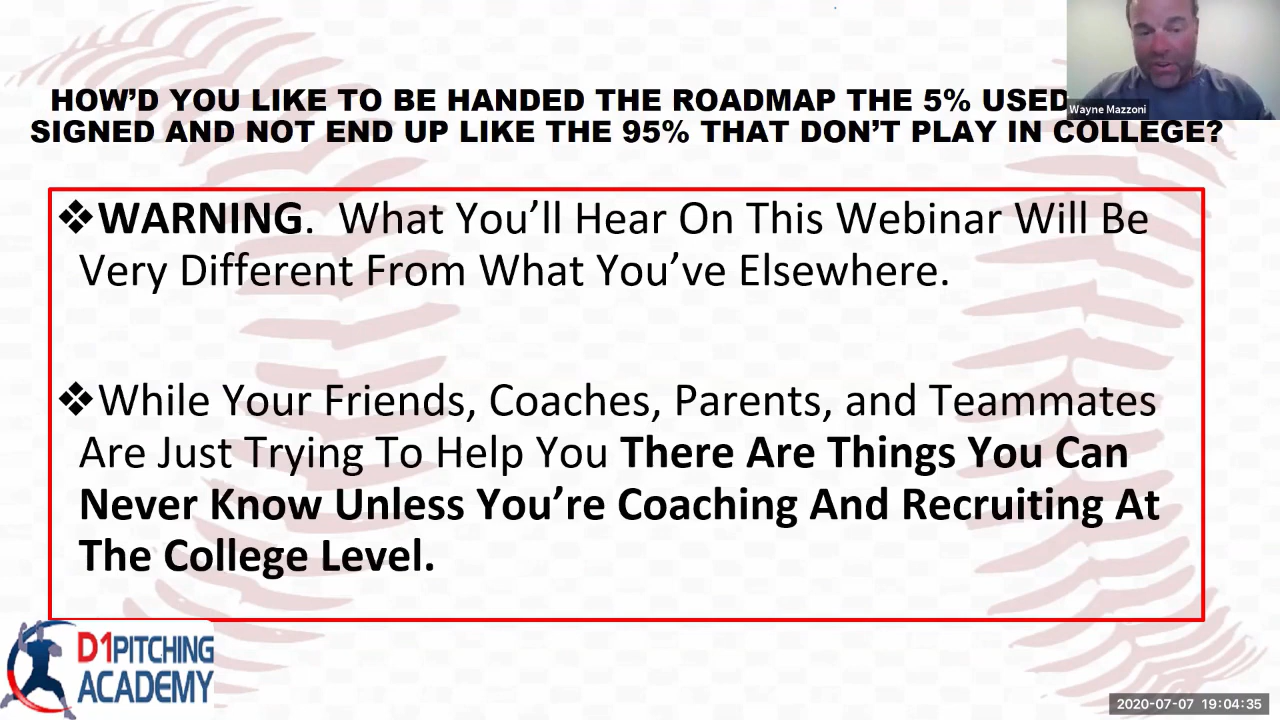 HOW'D YOU LIKE TO BE HANDED THE ROADMAP THE 5% USED
Wayne Mazzoni
SIGNED AND NOT END UP LIKE THE 95% THAT DON'T PLAY IN COLLEGE?
❖WARNING. What You'll Hear On This Webinar Will Be
Very Different From What You've Elsewhere.
❖While Your Friends, Coaches, Parents, and Teammates
Are Just Trying To Help You There Are Things You Can
Never Know Unless You're Coaching And Recruiting At
The College Level.
D1PITCHING
ACADEMY
2020-07-07 19:04:35